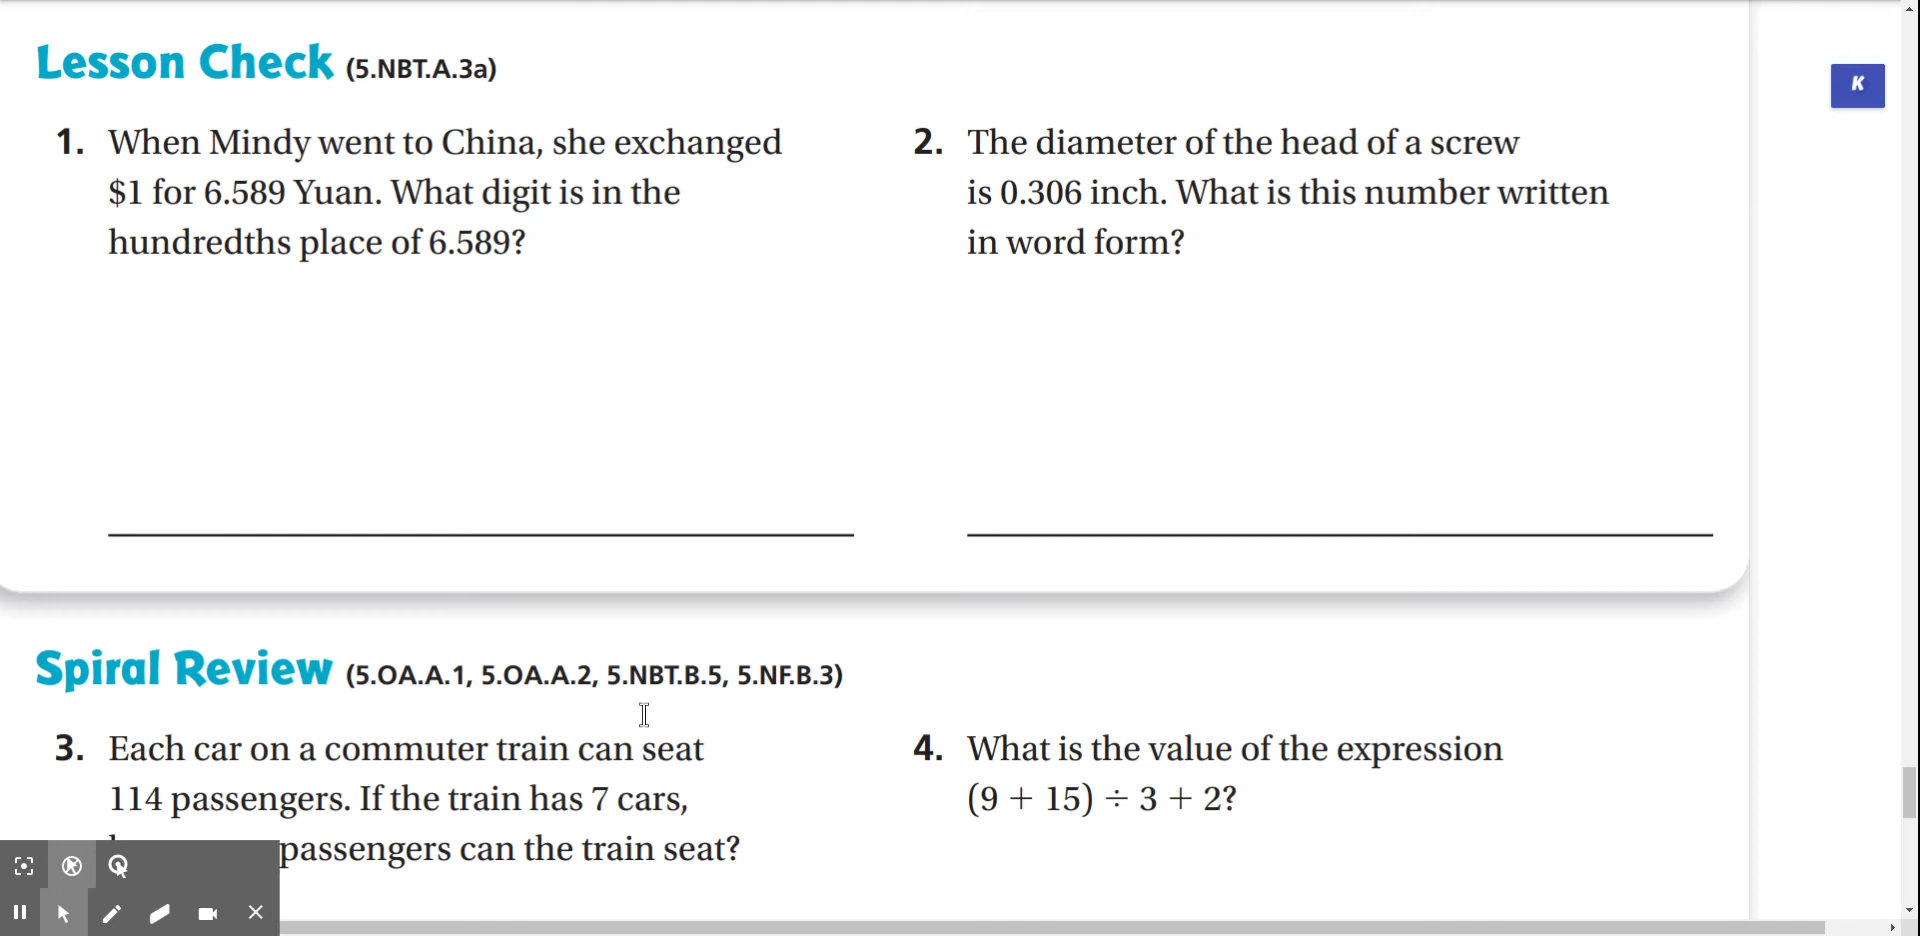 Lesson Check (5.NBT.A.3a)
K
1. When Mindy went to China, she exchanged
$1 for 6.589 Yuan. What digit is in the
hundredths place of 6.589?
2. The diameter of the head of a screw
is 0.306 inch. What is this number written
in word form?
Spiral Review (5.OA.A.1, 5.OA.A.2, 5.NBT.B.5, 5.NF.B.3)
3. Each car on a commuter train can seat
114 passengers. If the train has 7 cars,
passengers can the train seat?
4. What is the value of the expression
(9 + 15) ÷ 3 + 2?